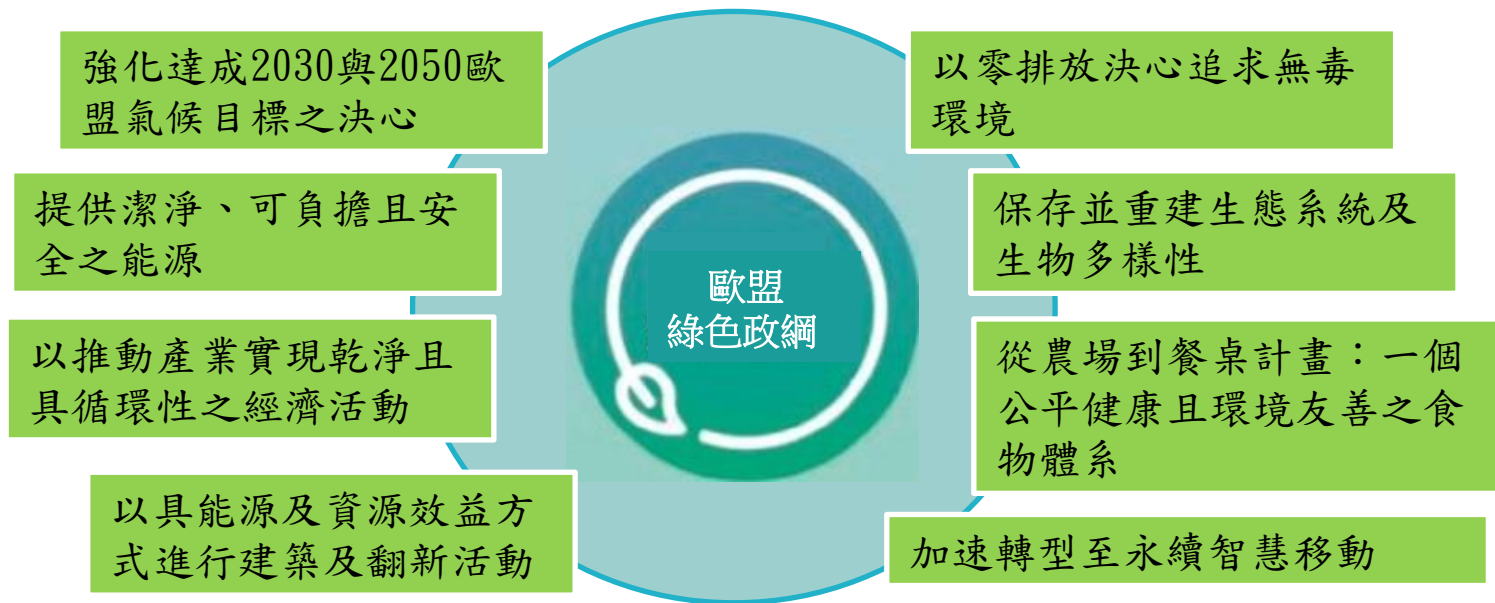 強化達成2030與2050歐
盟氣候目標之決心
提供潔淨、可負擔且安
全之能源
以推動產業實現乾淨且
具循環性之經濟活動
以具能源及資源效益方
式進行建築及翻新活動
歐盟
綠色政綱
以零排放決心追求無毒
環境
保存並重建生態系統及
生物多樣性
從農場到餐桌計畫：一個
公平健康且環境友善之食
物體系
加速轉型至永續智慧移動